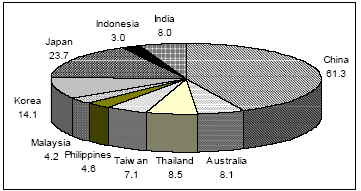 Indonesia
3.0
India
8.0
Japan
23.7
China
61.3
Korea
14.1
Malaysia
4.2
Philippines
4.6
Taiwan
7.1
Thailand
8.5
Australia
8.1